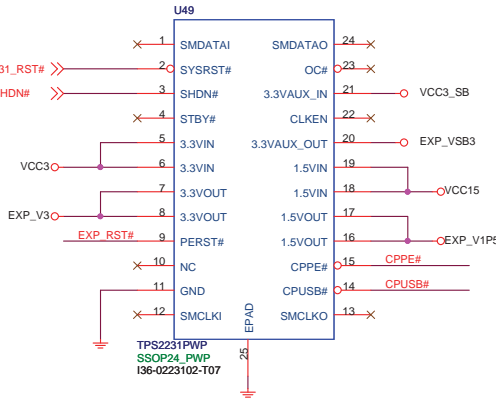 U49
1 SMDATAI SMDATAO 24
31_RST# 2 SYSRST# OC# 23
HDN# 3 SHDN# 3.3VAUX_IN 21 VCC3_SB
4 STBY# CLKEN 22
5 3.3VIN 3.3VAUX_OUT 20 EXP_VSB3
VCC3 6 3.3VIN 1.5VIN 19
7 3.3VOUT 1.5VIN 18 VCC15
EXP_V3 8 3.3VOUT 1.5VOUT 17
EXP_RST# 9 PERST# 1.5VOUT 16 EXP_V1P5
10 NC CPPE# 15 CPPE#
11 GND CPUSB# 14 CPUSB#
12 SMCLKI SMCLKO 13
EPAD
25
TPS2231PWP
SSOP24_PWP
I36-0223102-T07